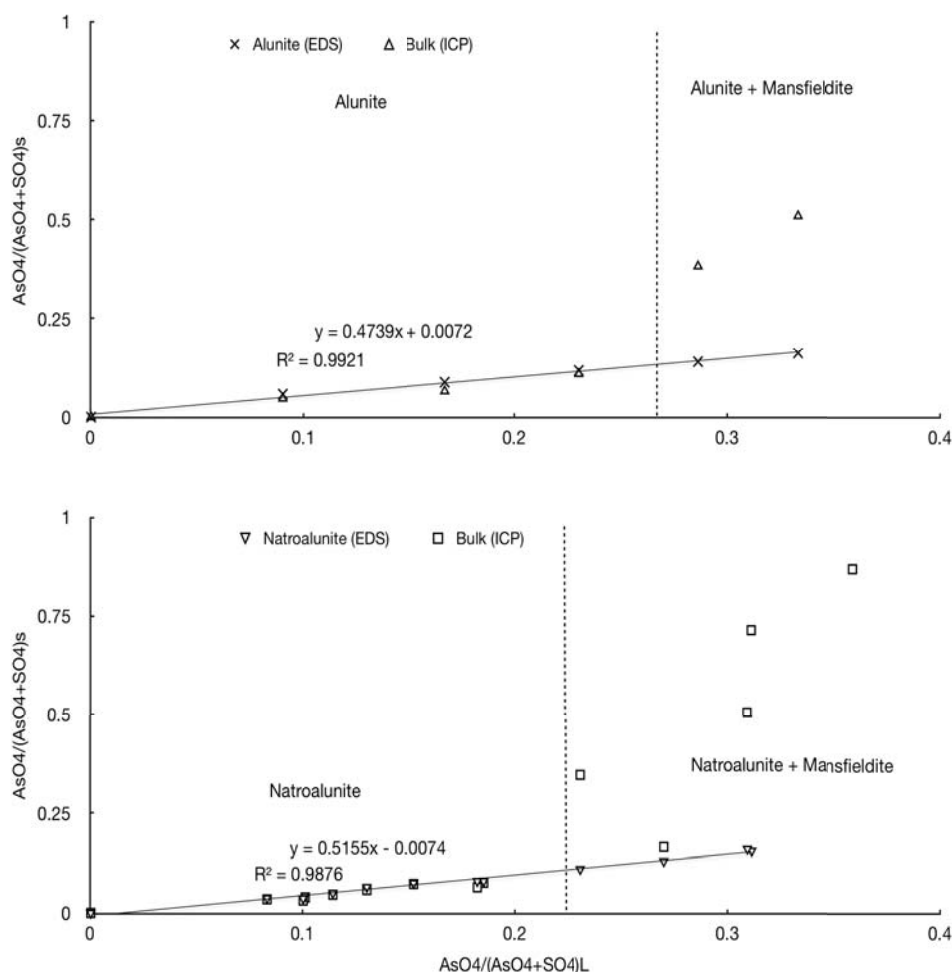 1
Alunite (EDS) Bulk (ICP)
Alunite + Mansfieldite
Alunite
0.75
AsO4/(AsO4+SO4)s
0.5
0.25
y = 0.4739x + 0.0072
R² = 0.9921
0
0 0.1 0.2 0.3 0.4
1
Natroalunite (EDS) Bulk (ICP)
0.75
AsO4/(AsO4+SO4)s
0.5
Natroalunite + Mansfieldite
Natroalunite
0.25
y = 0.5155x - 0.0074
R² = 0.9876
0
0 0.1 0.2 0.3 0.4
AsO4/(AsO4+SO4)L